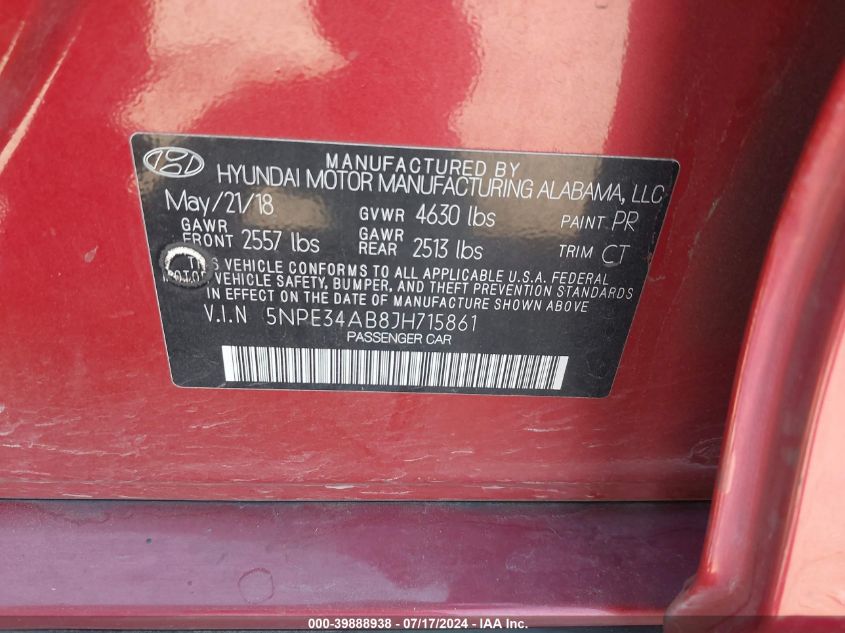 MANUFACTURED BY
HYUNDAI MOTOR MANUFACTURING ALABAMA, LLC
May/21/18 GVWR 4630 lbs PAINT PR
GAWR FRONT 2557 lbs GAWR REAR 2513 lbs TRIM CT
VEHICLE CONFORMS TO ALL APPLICABLE U.S.A. FEDERAL
VEHICLE SAFETY, BUMPER, AND THEFT PREVENTION STANDARDS
IN EFFECT ON THE DATE OF MANUFACTURE SHOWN ABOVE
V.I.N 5NPE34AB8JH715861
PASSENGER CAR
000-39888938 - 07/17/2024 - IAA Inc.